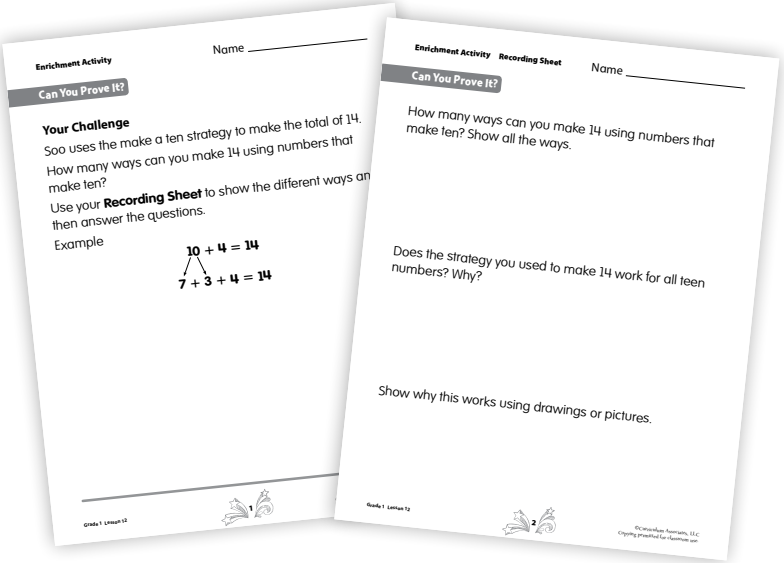 Enrichment Activity
Name
Can You Prove It?
Your Challenge
Soo uses the make a ten strategy to make the total of 14.
How many ways can you make 14 using numbers that
make ten?
Use your Recording Sheet to show the different ways an
then answer the questions.
Example
10 + 4 = 14
7 + 3 + 4 = 14
Grade 1 Lesson 12
1
Enrichment Activity Recording Sheet
Name
Can You Prove It?
How many ways can you make 14 using numbers that
make ten? Show all the ways.
Does the strategy you used to make 14 work for all teen
numbers? Why?
Show why this works using drawings or pictures.
Grade 1 Lesson 12
2
©Curriculum Associates, LLC
Copying permitted for classroom use.